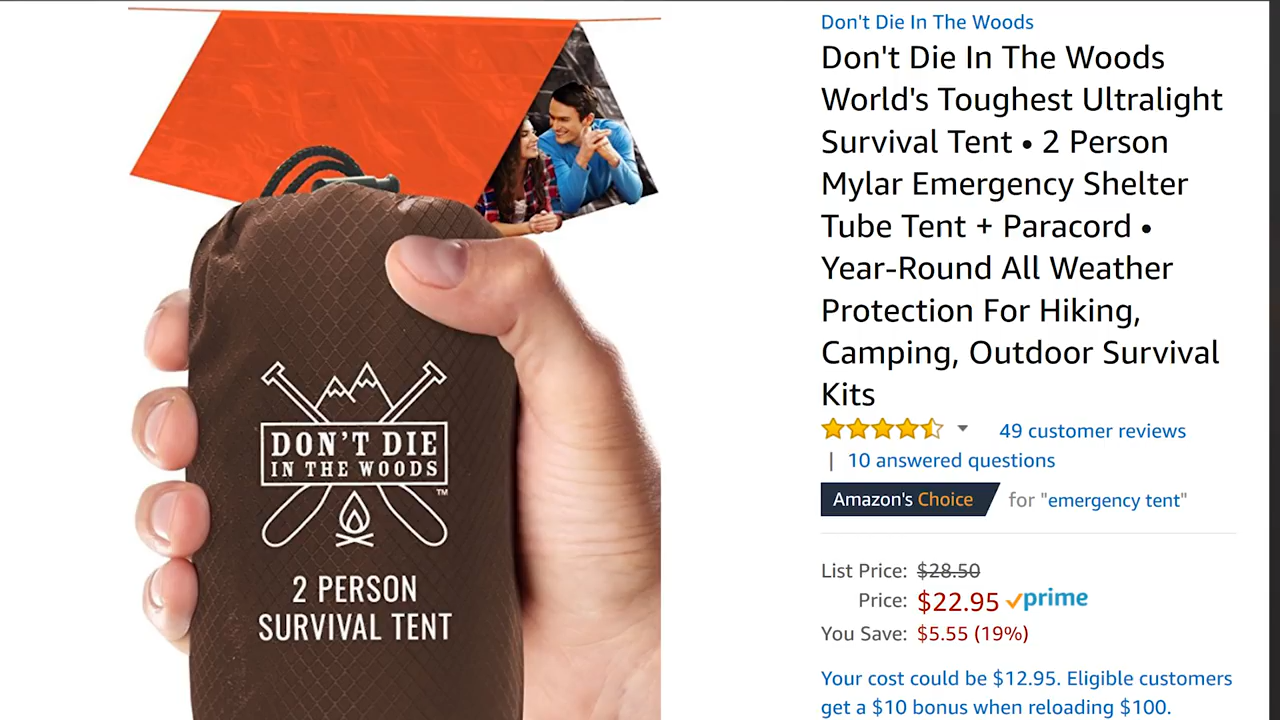 DON'T DIE
IN THE WOODS
TM
2 PERSON
SURVIVAL TENT
Don't Die In The Woods
Don't Die In The Woods
World's Toughest Ultralight
Survival Tent • 2 Person
Mylar Emergency Shelter
Tube Tent + Paracord •
Year-Round All Weather
Protection For Hiking,
Camping, Outdoor Survival
Kits
49 customer reviews
| 10 answered questions
Amazon's Choice for "emergency tent"
List Price: $28.50
Price: $22.95 prime
You Save: $5.55 (19%)
Your cost could be $12.95. Eligible customers
get a $10 bonus when reloading $100.